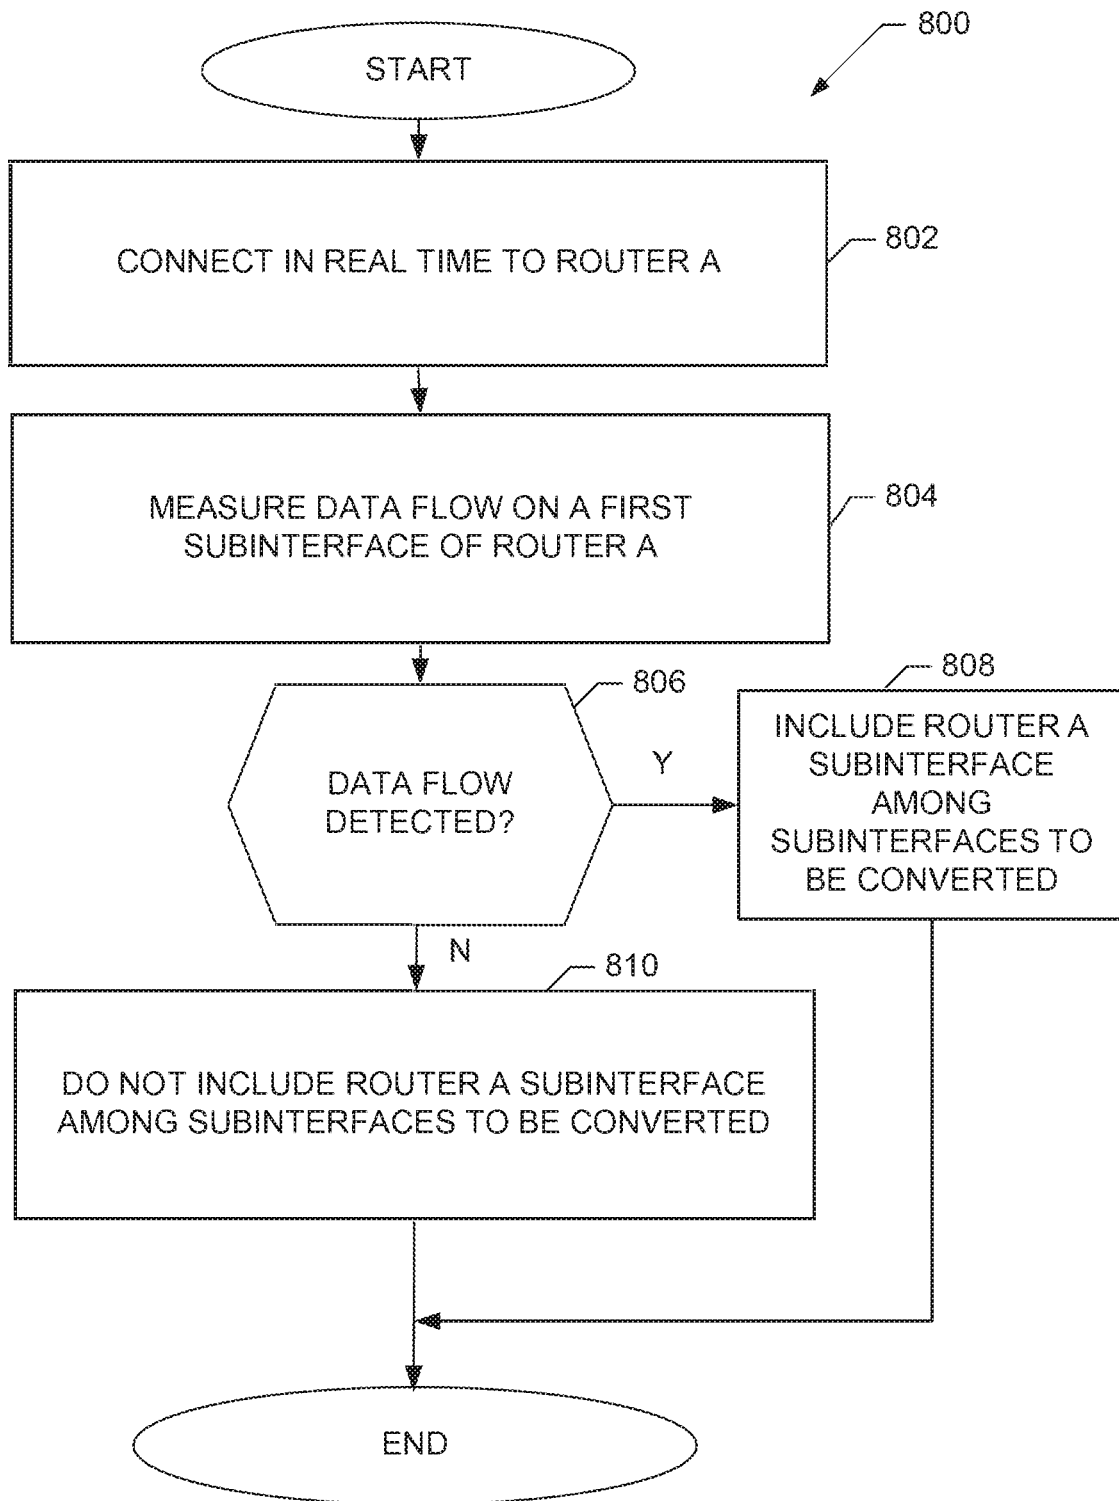 800
START
802
CONNECT IN REAL TIME TO ROUTER A
804
MEASURE DATA FLOW ON A FIRST
SUBINTERFACE OF ROUTER A
806
DATA FLOW
DETECTED?
Y
808
INCLUDE ROUTER A
SUBINTERFACE
AMONG
SUBINTERFACES TO
BE CONVERTED
N
810
DO NOT INCLUDE ROUTER A SUBINTERFACE
AMONG SUBINTERFACES TO BE CONVERTED
END